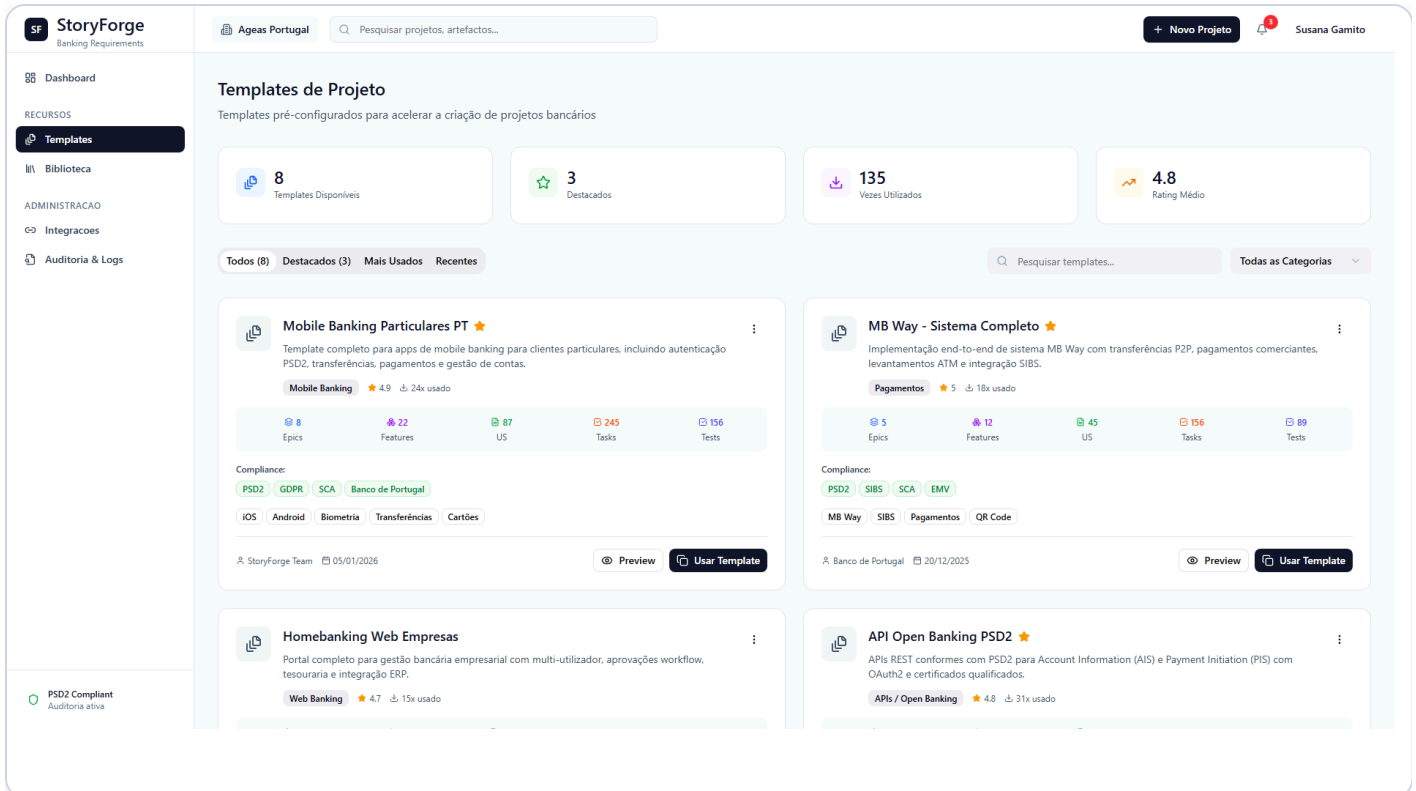 SF
StoryForge
Banking Requirements
Ageas Portugal
Pesquisar projetos, artefactos...
+ Novo Projeto
3
Susana Gamito
Dashboard
RECURSOS
Templates
Biblioteca
ADMINISTRACAO
Integracoes
Auditoria & Logs
PSD2 Compliant
Auditoria ativa
Templates de Projeto
Templates pré-configurados para acelerar a criação de projetos bancários
8
Templates Disponíveis
3
Destacados
135
Vezes Utilizados
4.8
Rating Médio
Todos (8) Destacados (3) Mais Usados Recentes
Pesquisar templates...
Todas as Categorias
Mobile Banking Particulares PT
Template completo para apps de mobile banking para clientes particulares, incluindo autenticação
PSD2, transferências, pagamentos e gestão de contas.
Mobile Banking 4.9 24x usado
8 22 87 245 156
Epics Features US Tasks Tests
Compliance:
PSD2 GDPR SCA Banco de Portugal
iOS Android Biometria Transferências Cartões
StoryForge Team 05/01/2026 Preview Usar Template
MB Way - Sistema Completo
Implementação end-to-end de sistema MB Way com transferências P2P, pagamentos comerciantes,
levantamentos ATM e integração SIBS.
Pagamentos 5 18x usado
5 12 45 156 89
Epics Features US Tasks Tests
Compliance:
PSD2 SIBS SCA EMV
MB Way SIBS Pagamentos QR Code
Banco de Portugal 20/12/2025 Preview Usar Template
Homebanking Web Empresas
Portal completo para gestão bancária empresarial com multi-utilizador, aprovações workflow,
tesouraria e integração ERP.
Web Banking 4.7 15x usado
API Open Banking PSD2
APIs REST conformes com PSD2 para Account Information (AIS) e Payment Initiation (PIS) com
OAuth2 e certificados qualificados.
APIs / Open Banking 4.8 31x usado